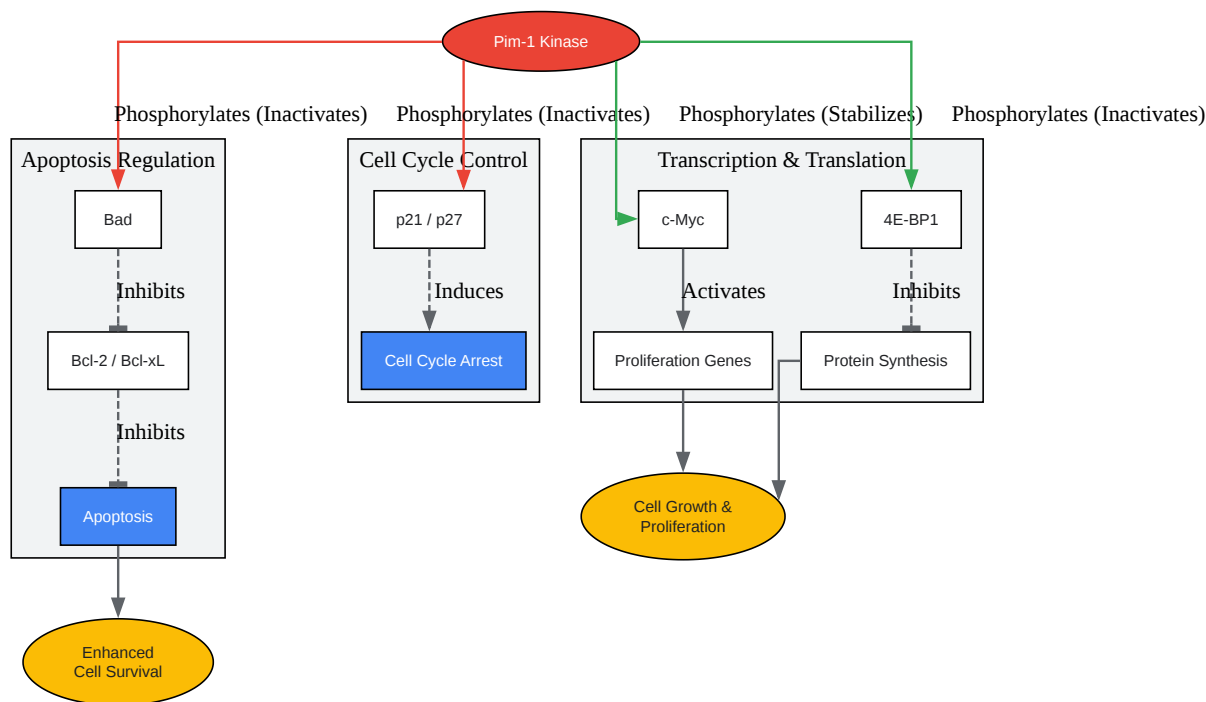 Pim-1 Kinase
Phosphorylates (Inactivates)
Phosphorylates (Inactivates)
Phosphorylates (Stabilizes)
Phosphorylates (Inactivates)
Apoptosis Regulation
Cell Cycle Control
Transcription & Translation
Bad
p21 / p27
c-Myc
4E-BP1
Inhibits
Induces
Activates
Inhibits
Bcl-2 / Bcl-xL
Cell Cycle Arrest
Proliferation Genes
Protein Synthesis
Inhibits
Apoptosis
Cell Growth &
Proliferation
Enhanced
Cell Survival